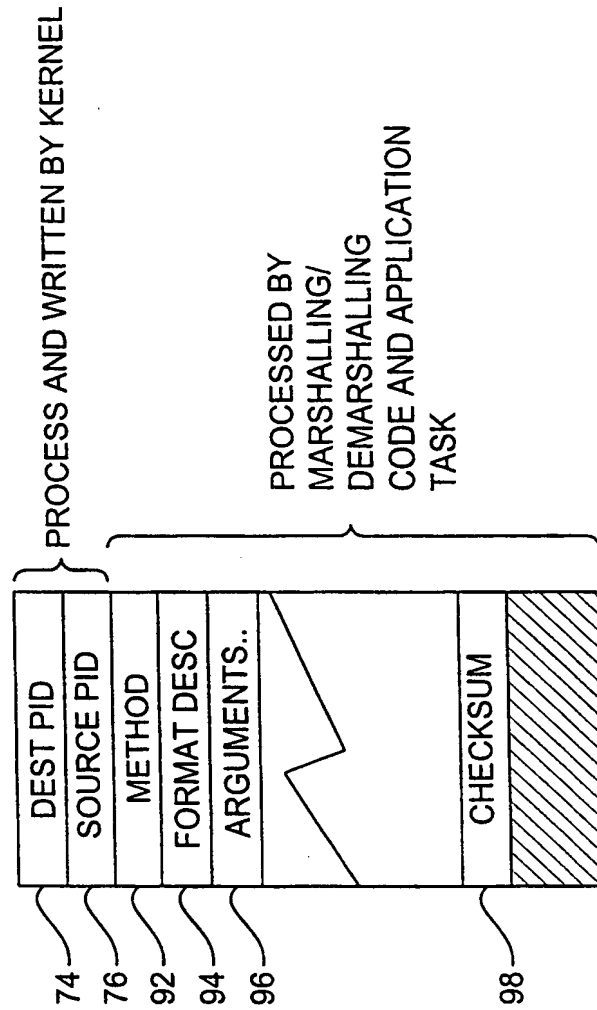 74
DEST PID
76
SOURCE PID
92
METHOD
94
FORMAT DESC
96
ARGUMENTS..
98
CHECKSUM
PROCESS AND WRITTEN BY KERNEL
PROCESSED BY
MARSHALLING/
DEMARSHALLING
CODE AND APPLICATION
TASK